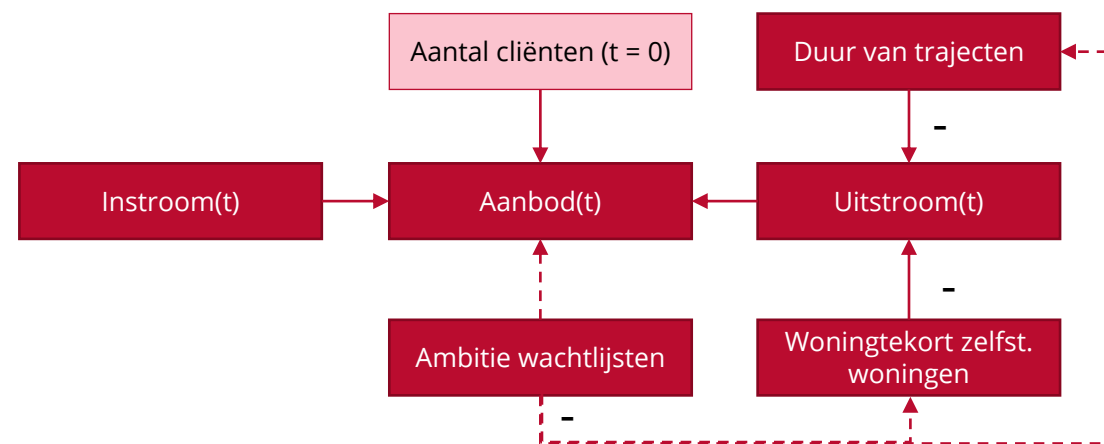 Aantal cliënten (t = 0)
Duur van trajecten
-
Instroom(t)
Aanbod(t)
Uitstroom(t)
-
Ambitie wachtlijsten
Woningtekort zelfst.
woningen
-